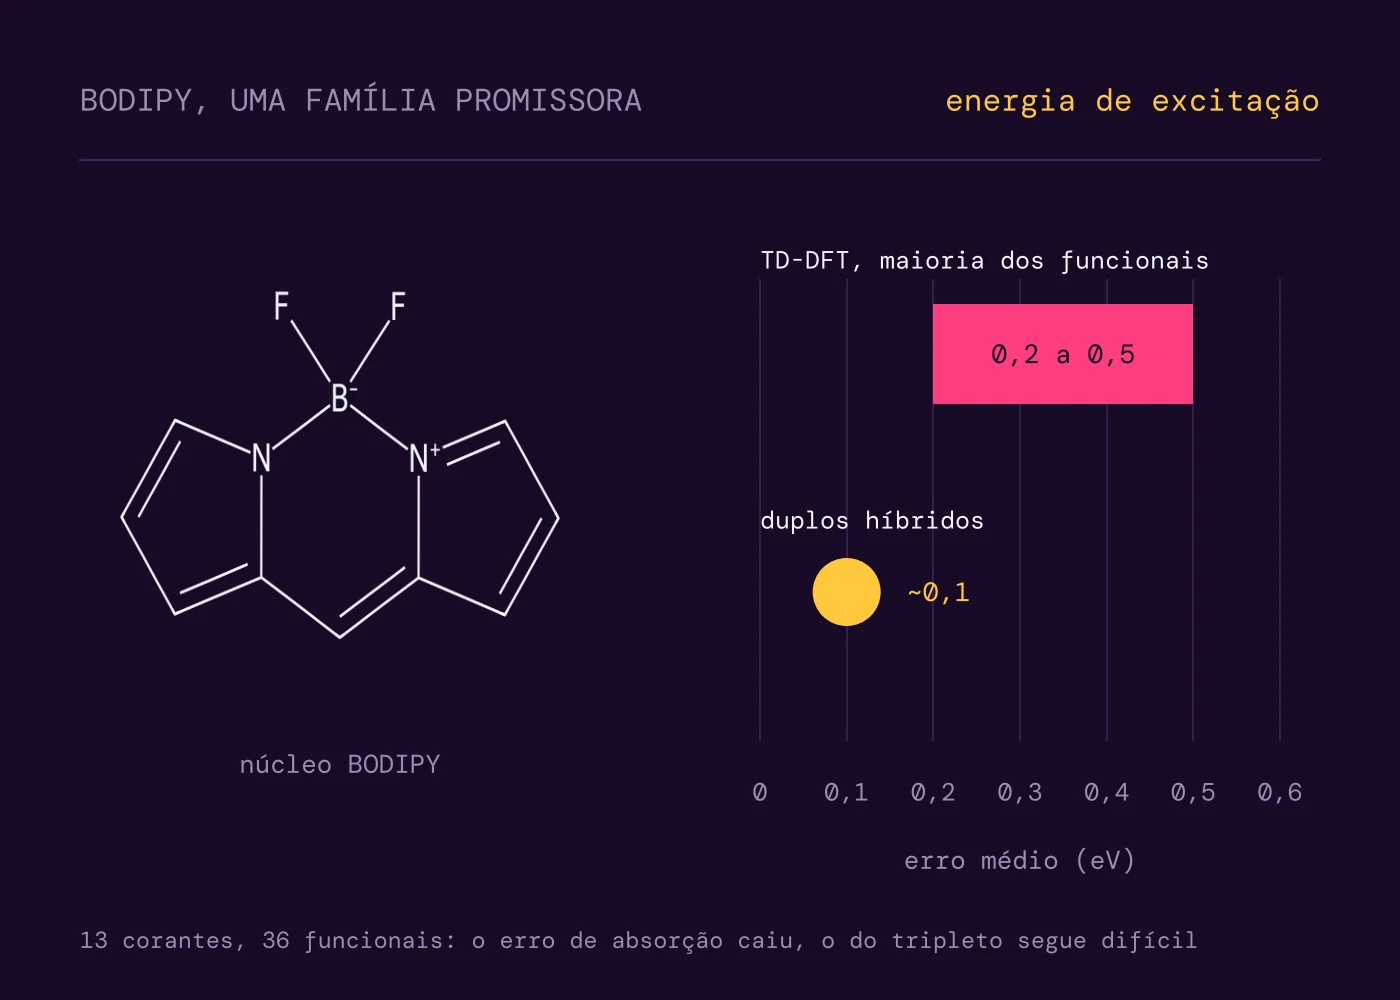 BODIPY, UMA FAMÍLIA PROMISSORA
energia de excitação
F F
B-
N N+
núcleo BODIPY
TD-DFT, maioria dos funcionais
0,2 a 0,5
duplos híbridos
~0,1
0 0,1 0,2 0,3 0,4 0,5 0,6
erro médio (eV)
13 corantes, 36 funcionais: o erro de absorção caiu, o do tripleto segue difícil